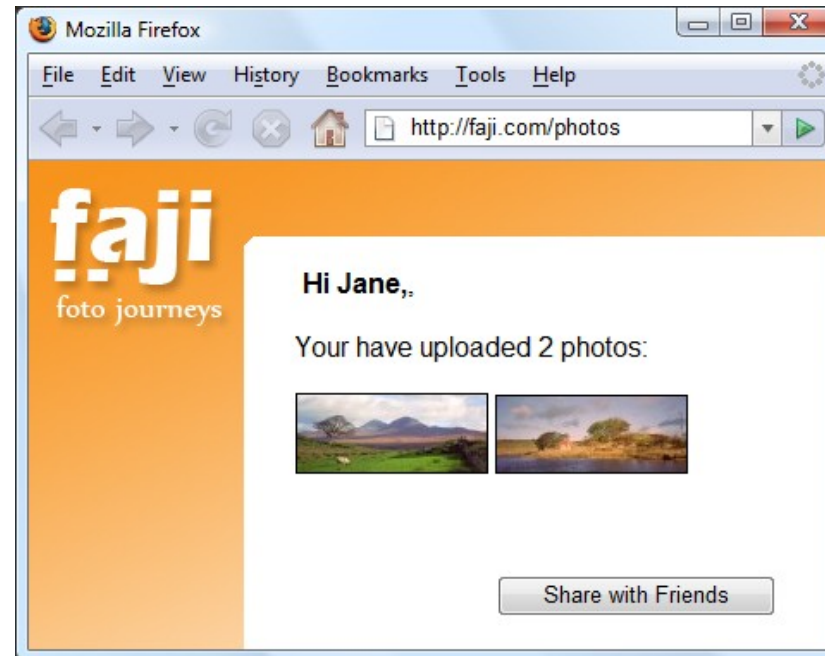 Mozilla Firefox
File Edit View History Bookmarks Tools Help
http://faji.com/photos
faji
foto journeys
Hi Jane,,
Your have uploaded 2 photos:
Share with Friends